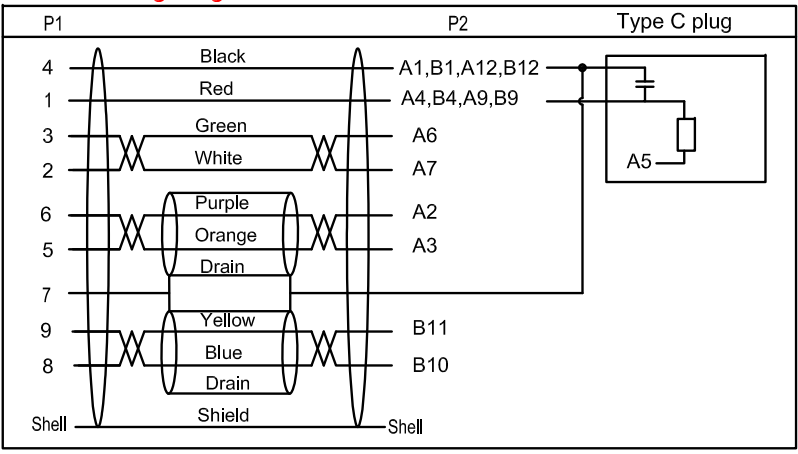 P1 P2 Type C plug
4 Black A1,B1,A12,B12
1 Red A4,B4,A9,B9
3 Green A6
2 White A7 A5
6 Purple A2
5 Orange A3
Drain
7
9 Yellow B11
8 Blue B10
Drain
Shell Shield Shell